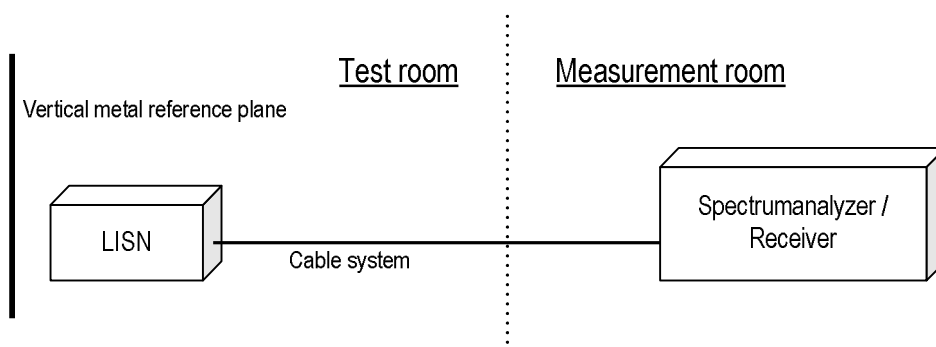 Test room
Measurement room
Vertical metal reference plane
LISN
Cable system
Spectrumanalyzer /
Receiver